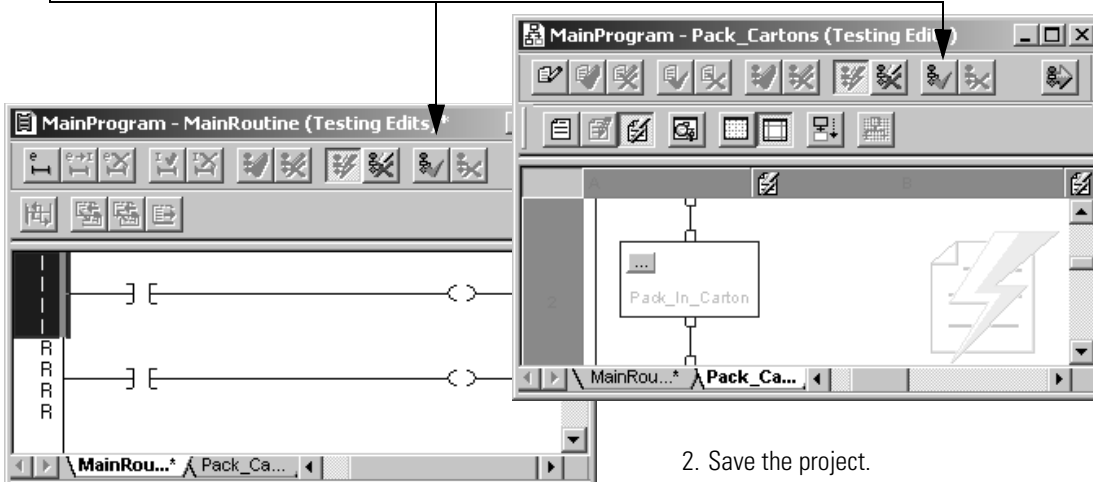 MainProgram - Pack_Cartons (Testing Edits)
MainProgram - MainRoutine (Testing Edits)*
A
B
2
...
Pack_In_Carton
MainRou...*
Pack_Ca...
R
R
R
R
MainRou...*
Pack_Ca...
2. Save the project.